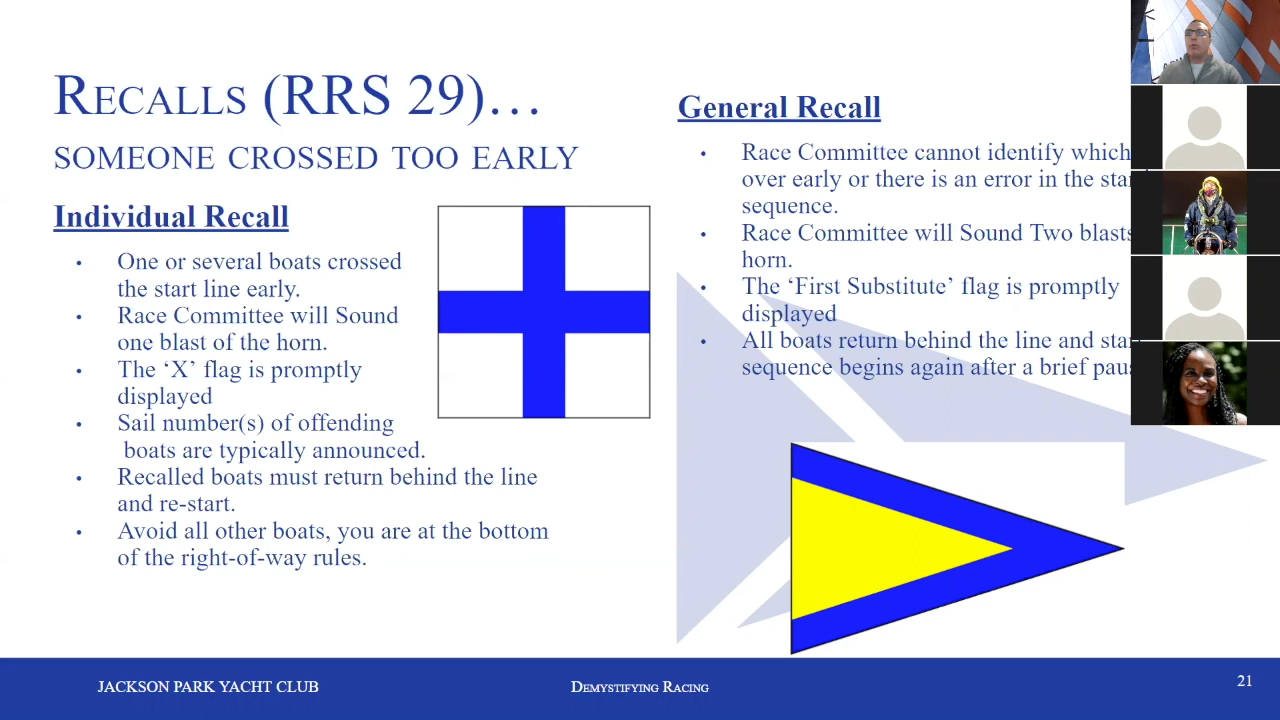 RECALLS (RRS 29)...
SOMEONE CROSSED TOO EARLY
Individual Recall
• One or several boats crossed
the start line early.
• Race Committee will Sound
one blast of the horn.
• The ‘X’ flag is promptly
displayed
• Sail number(s) of offending
boats are typically announced.
• Recalled boats must return behind the line
and re-start.
• Avoid all other boats, you are at the bottom
of the right-of-way rules.
General Recall
• Race Committee cannot identify which
over early or there is an error in the
sequence.
• Race Committee will Sound Two blasts
horn.
• The ‘First Substitute’ flag is promptly
displayed
• All boats return behind the line and
sequence begins again after a brief
JACKSON PARK YACHT CLUB
DEMYSTIFYING RACING
21